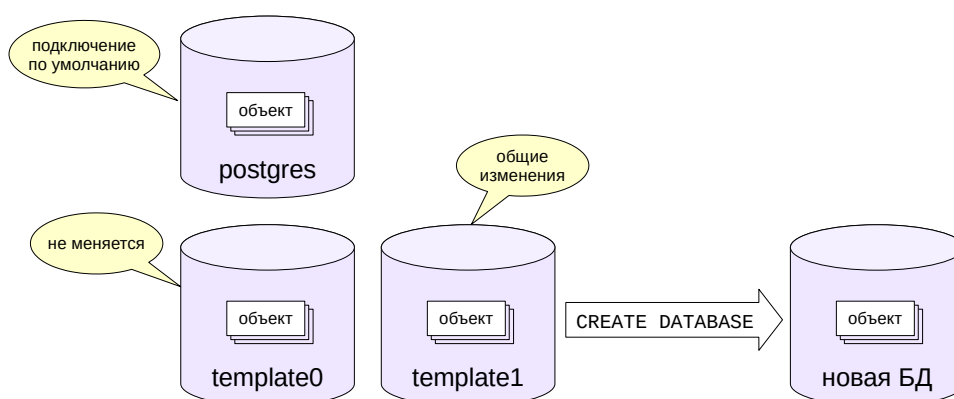 подключение
по умолчанию
объект
postgres
общие
изменения
не меняется
объект
template0
объект
template1
CREATE DATABASE
объект
новая БД